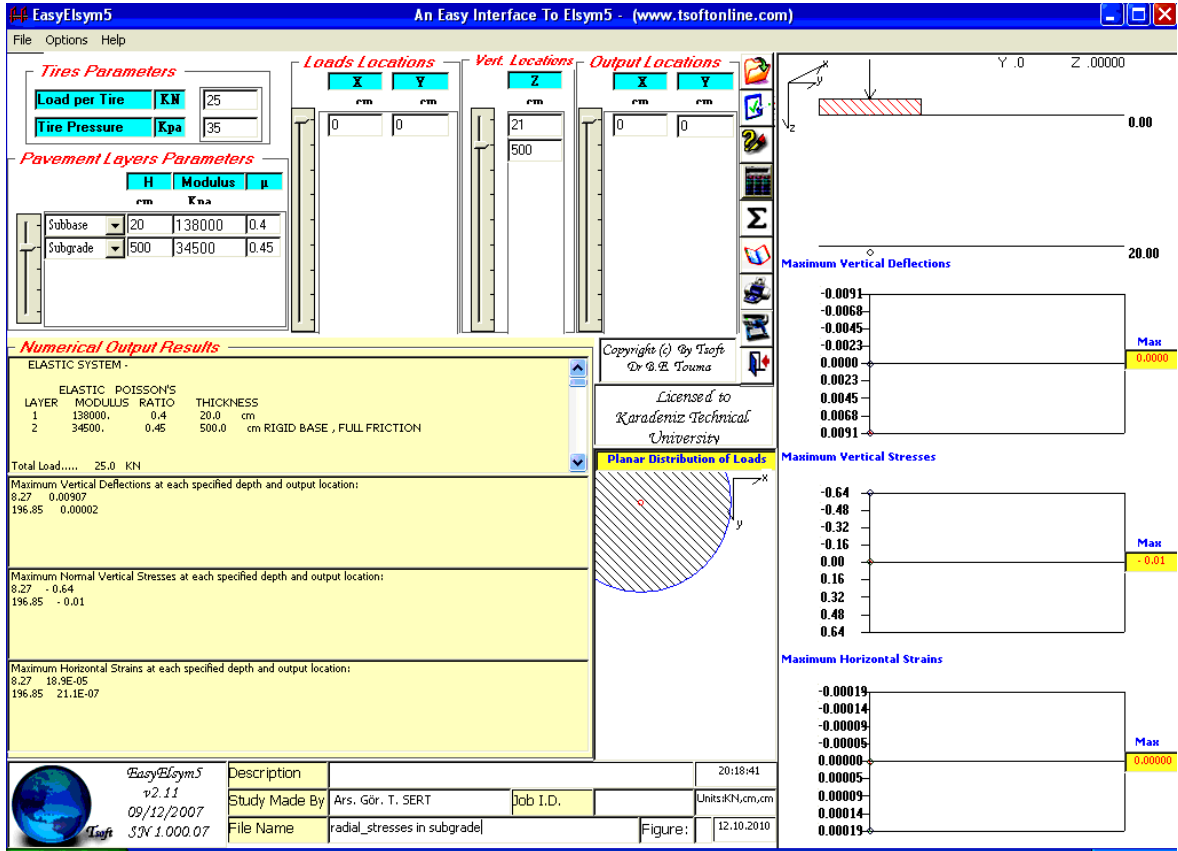 EasyElsym5 An Easy Interface To Elsym5 - (www.tsoftonline.com)
File Options Help
Tires Parameters
Load per Tire KN 25
Tire Pressure Kpa 35
Pavement Layers Parameters
H Modulus µ
cm Kpa
Subbase 20 138000 0.4
Subgrade 500 34500 0.45
Loads Locations
X Y
cm cm
0 0
Vert. Locations
Z
cm
21
500
Output Locations
X Y
cm cm
0 0
Numerical Output Results
ELASTIC SYSTEM -
ELASTIC POISSON'S
LAYER MODULUS RATIO THICKNESS
1 138000. 0.4 20.0 cm
2 34500. 0.45 500.0 cm RIGID BASE , FULL FRICTION
Total Load..... 25.0 KN
Maximum Vertical Deflections at each specified depth and output location:
8.27 0.00907
196.85 0.00002
Maximum Normal Vertical Stresses at each specified depth and output location:
8.27 - 0.64
196.85 - 0.01
Maximum Horizontal Strains at each specified depth and output location:
8.27 18.9E-05
196.85 21.1E-07
Copyright (c) By Tsoft
Dr B.E. Touma
Licensed to
Karadeniz Technical
University
Planar Distribution of Loads
x
y
x
y
z
Y .0 Z .00000
0.00
20.00
Maximum Vertical Deflections
-0.0091
-0.0068
-0.0045
-0.0023
0.0000
0.0023
0.0045
0.0068
0.0091
Max
0.0000
Maximum Vertical Stresses
-0.64
-0.48
-0.32
-0.16
0.00
0.16
0.32
0.48
0.64
Max
- 0.01
Maximum Horizontal Strains
-0.00019
-0.00014
-0.00009
-0.00005
0.00000
0.00005
0.00009
0.00014
0.00019
Max
0.00000
Tsoft
EasyElsym5
v2.11
09/12/2007
SN 1.000.07
Description 20:18:41
Study Made By Ars. Gör. T. SERT Job I.D. Units:KN,cm,cm
File Name radial_stresses in subgrade Figure: 12.10.2010